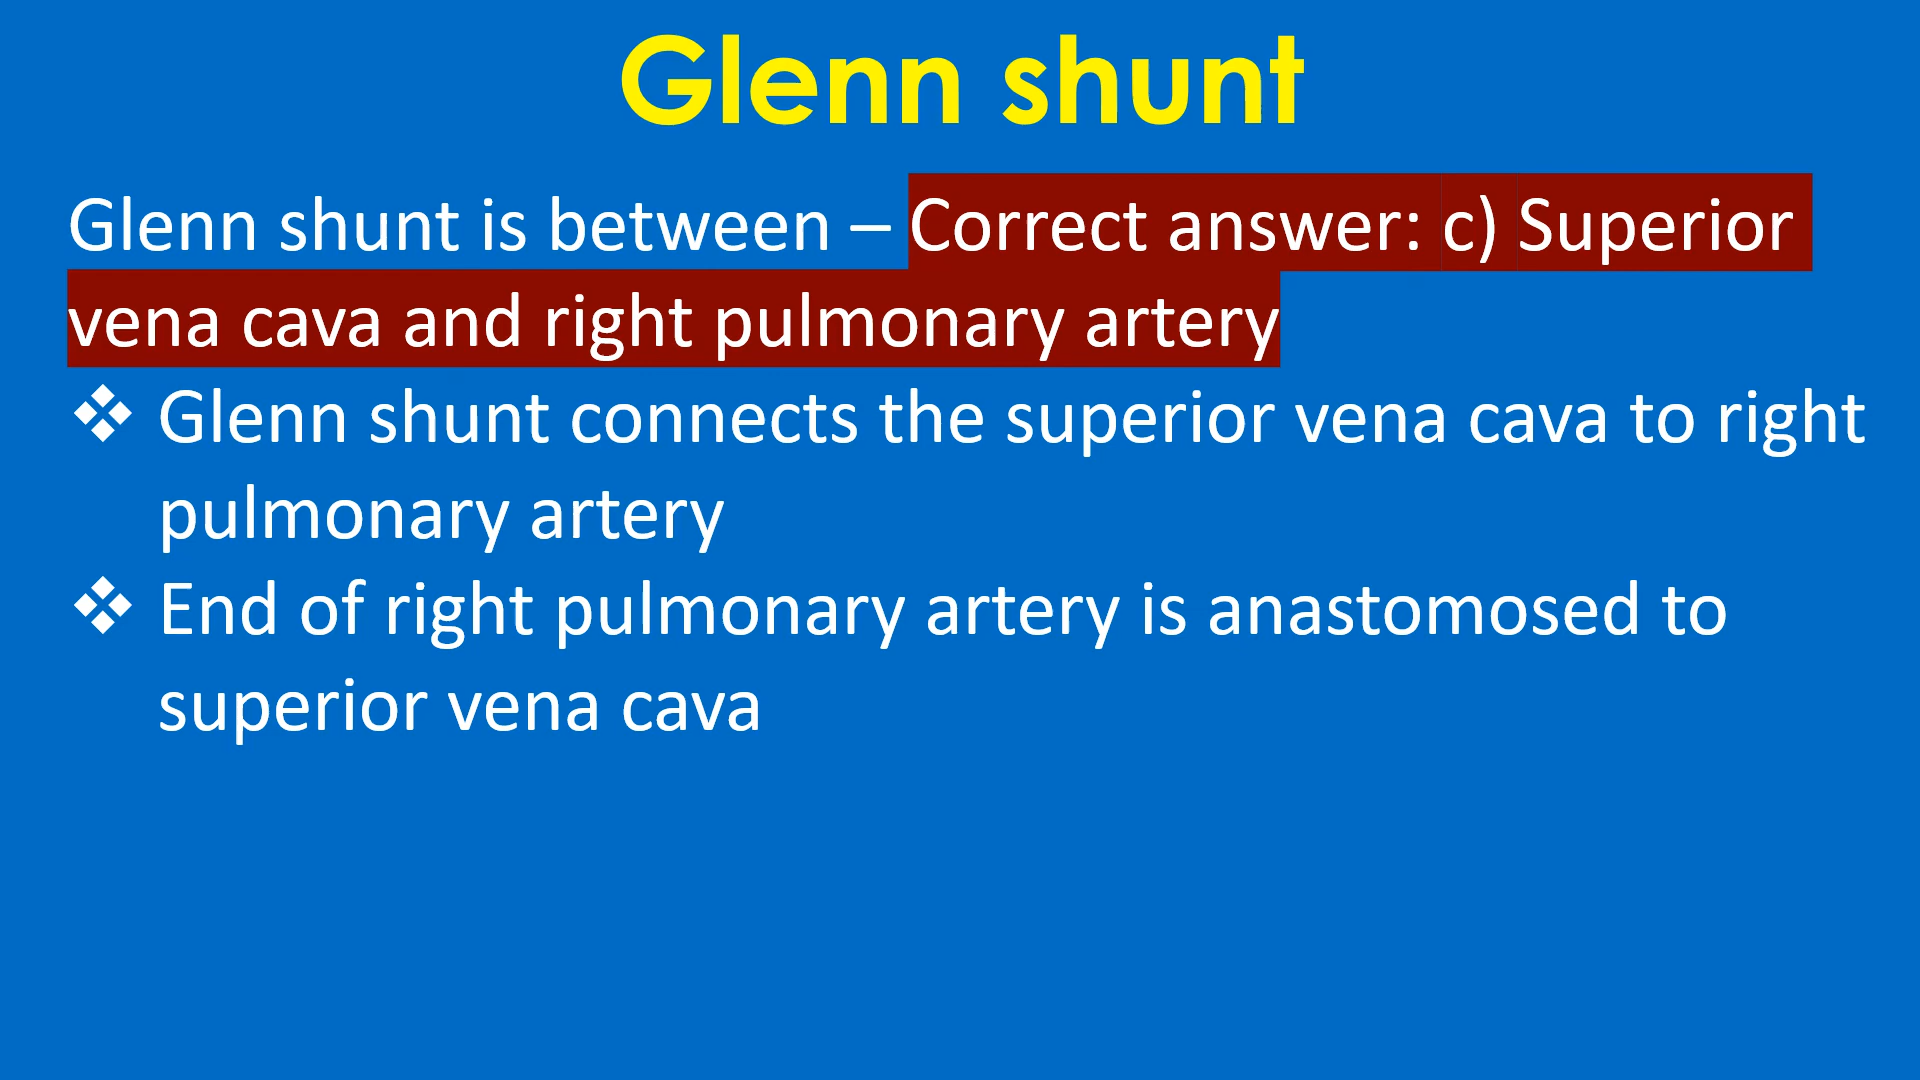 Glenn shunt
Glenn shunt is between – Correct answer: c) Superior
vena cava and right pulmonary artery
❖ Glenn shunt connects the superior vena cava to right
pulmonary artery
❖ End of right pulmonary artery is anastomosed to
superior vena cava